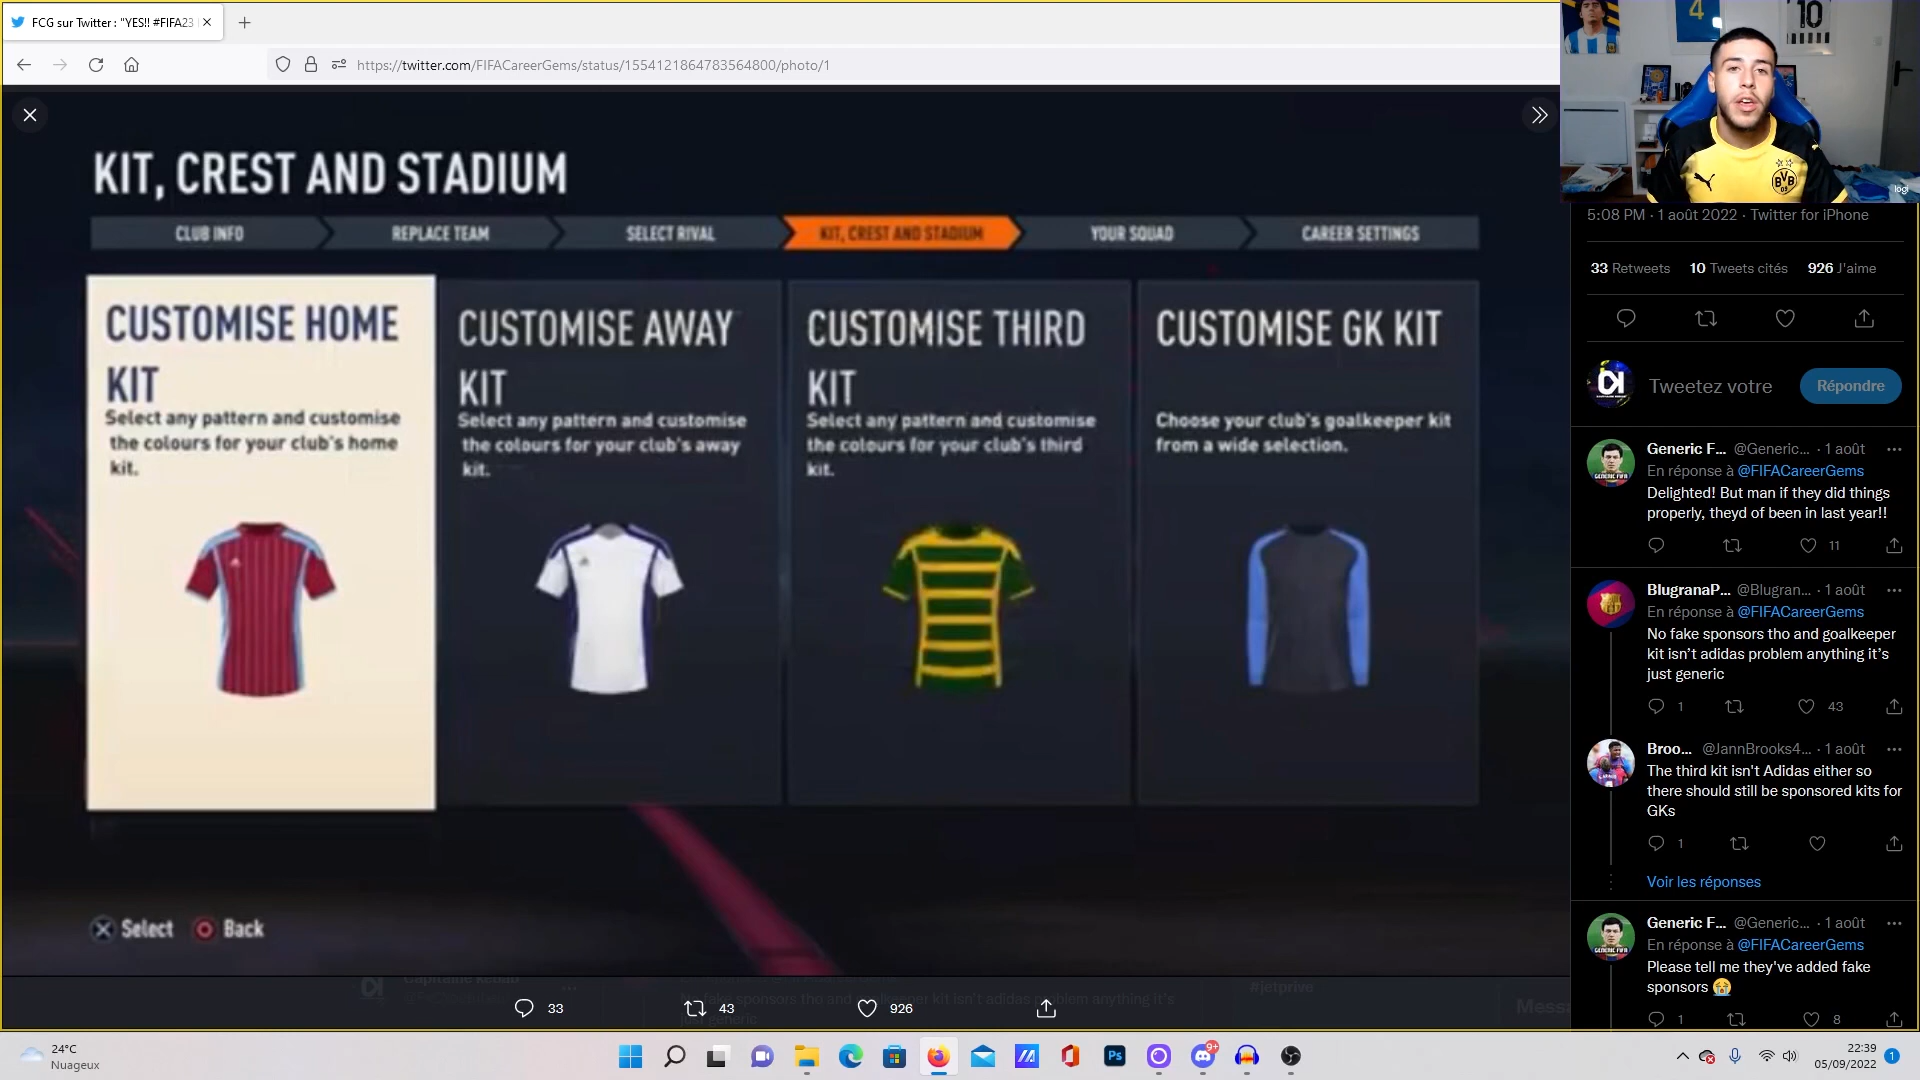 FCG sur Twitter : "YES!! #FIFA23
https://twitter.com/FIFACareerGems/status/1554121864783564800/photo/1
KIT, CREST AND STADIUM
CLUB INFO
REPLACE TEAM
SELECT RIVAL
KIT, CREST AND STADIUM
YOUR SQUAD
CAREER SETTINGS
CUSTOMISE HOME
KIT
Select any pattern and customise
the colours for your club's home
kit.
CUSTOMISE AWAY
KIT
Select any pattern and customise
the colours for your club's away
kit.
CUSTOMISE THIRD
KIT
Select any pattern and customise
the colours for your club's third
kit.
CUSTOMISE GK KIT
Choose your club's goalkeeper kit
from a wide selection.
Select
Back
33
43
926
4
10
BVB
09
logi
5:08 PM · 1 août 2022 · Twitter for iPhone
33 Retweets 10 Tweets cités 926 J'aime
Tweetez votre
Répondre
Generic F... @Generic... · 1 août
En réponse à @FIFACareerGems
Delighted! But man if they did things
properly, theyd of been in last year!!
11
BlugranaP... @Blugran... · 1 août
En réponse à @FIFACareerGems
No fake sponsors tho and goalkeeper
kit isn’t adidas problem anything it’s
just generic
1
43
Broo... @JannBrooks4... · 1 août
The third kit isn't Adidas either so
there should still be sponsored kits for
GKs
1
Voir les réponses
Generic F... @Generic... · 1 août
En réponse à @FIFACareerGems
Please tell me they've added fake
sponsors 😭
1
8
#jetprive
24°C
Nuageux
Ps
9+
22:39
05/09/2022
1